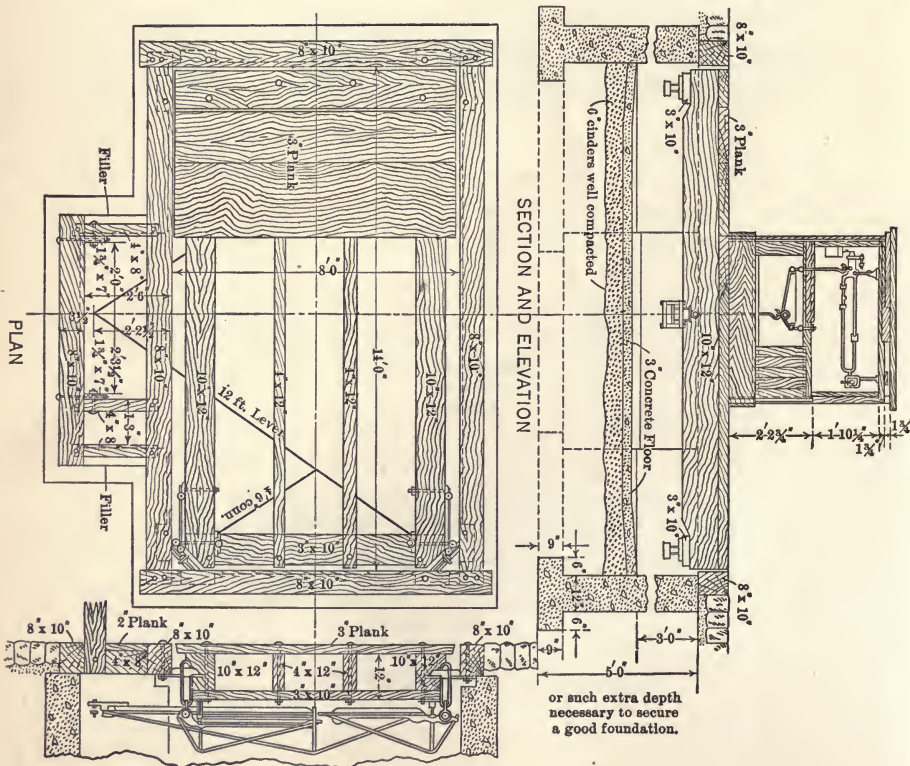 8"x 10"
3"Plank
Filler
4"x 8"
1¾"x 7"
2'-0"
2'-6
8'-0"
14'-0"
3½"
2'-2½"
8"x 10"
8"x 10"
8"x 10"
1¾"x 7"
2'-3½"
4"x 8"
1'-3"
Filler
PLAN
10"x 12"
4"x 12"
4"x 12"
10"x 12"
12 ft. Lever
4'6" conn.
3"x 10"
8"x 10"
SECTION AND ELEVATION
8"x 10"
3"x 10"
3"Plank
6" cinders well compacted
3" Concrete Floor
10"x 12"
2'-2¾"
1'-10¼"
1¾"
1¾"
3"x 10"
8"x 10"
9"
6"
12"
6"
9"
3'-0"
5'-0"
or such extra depth
necessary to secure
a good foundation.
8"x 10"
2"Plank
8"x 10"
3"Plank
8"x 10"
4"x 8"
10"x 12"
4"x 12"
10"x 12"
3"x 10"